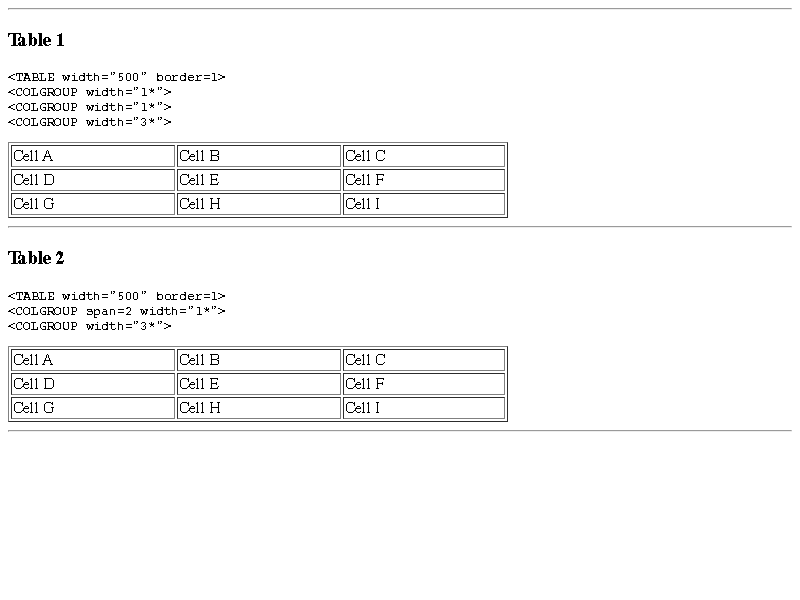 Table 1
<TABLE width="500" border=1>
<COLGROUP width="1*">
<COLGROUP width="1*">
<COLGROUP width="3*">
Cell A Cell B Cell C
Cell D Cell E Cell F
Cell G Cell H Cell I
Table 2
<TABLE width="500" border=1>
<COLGROUP span=2 width="1*">
<COLGROUP width="3*">
Cell A Cell B Cell C
Cell D Cell E Cell F
Cell G Cell H Cell I